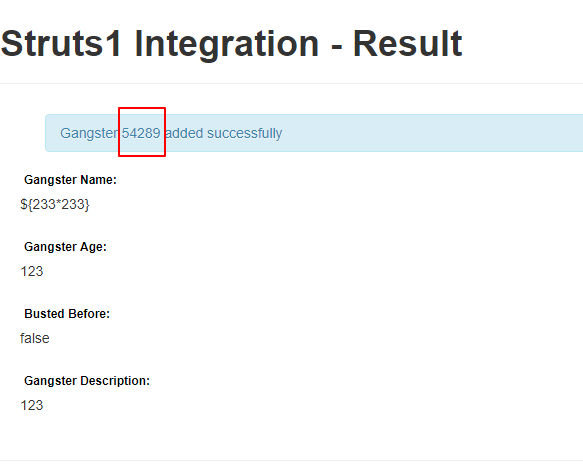 Struts1 Integration - Result
Gangster 54289 added successfully
Gangster Name:
${233*233}
Gangster Age:
123
Busted Before:
false
Gangster Description:
123